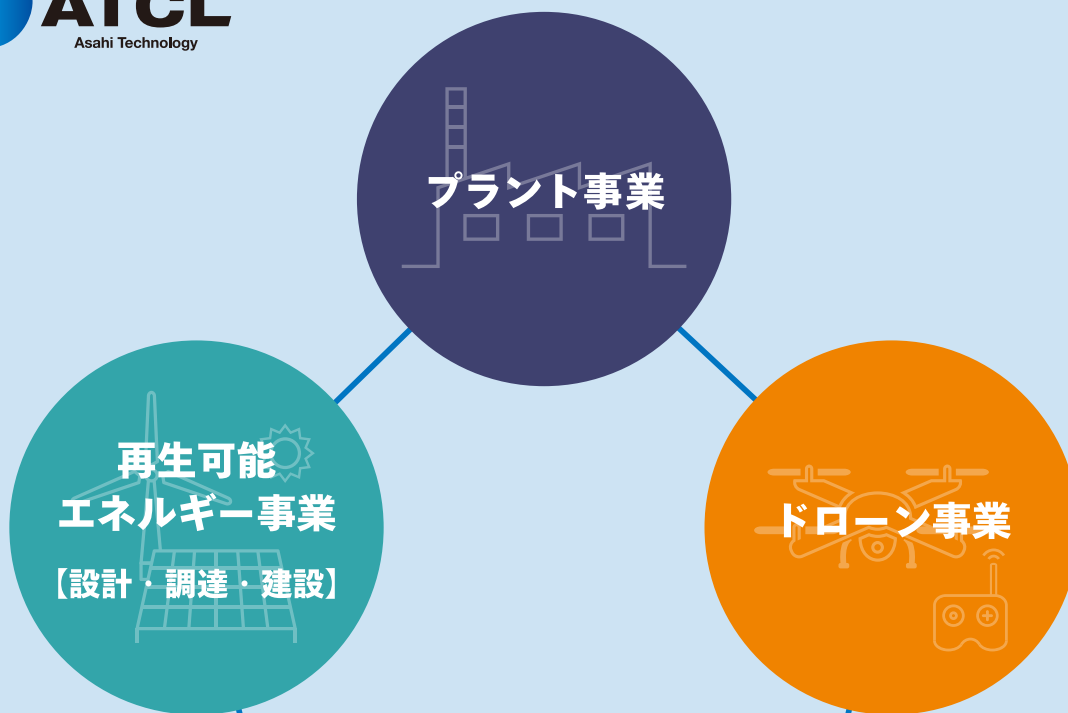 ATCL
Asahi Technology
プラント事業
再生可能
エネルギー事業
【設計・調達・建設】
ドローン事業